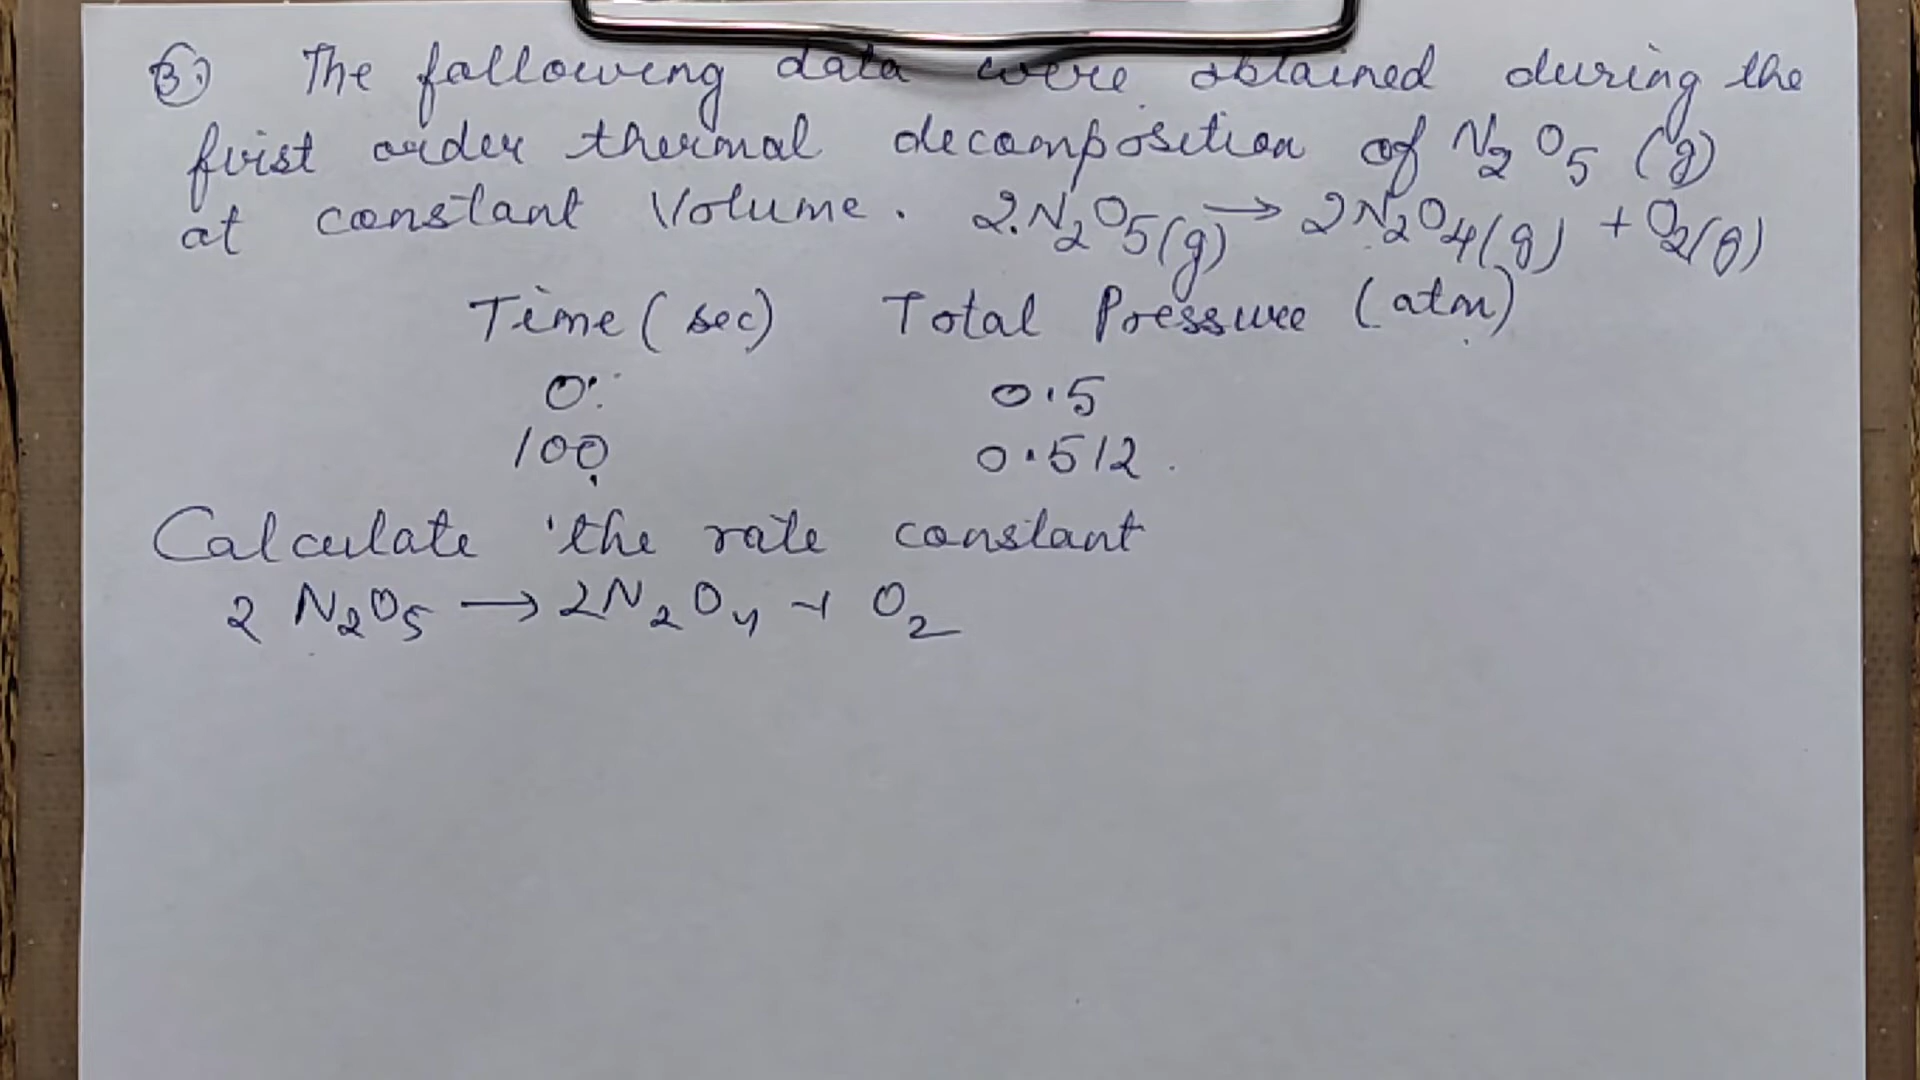 3.) The following data were obtained during the
first order thermal decomposition of N₂O₅ (g)
at constant Volume. 2.N₂O₅(g) → 2N₂O₄(g) + O₂(g)
Time (sec) Total Pressure (atm)
0 0.5
100 0.512
Calculate the rate constant
2 N₂O₅ → 2N₂O₄ + O₂